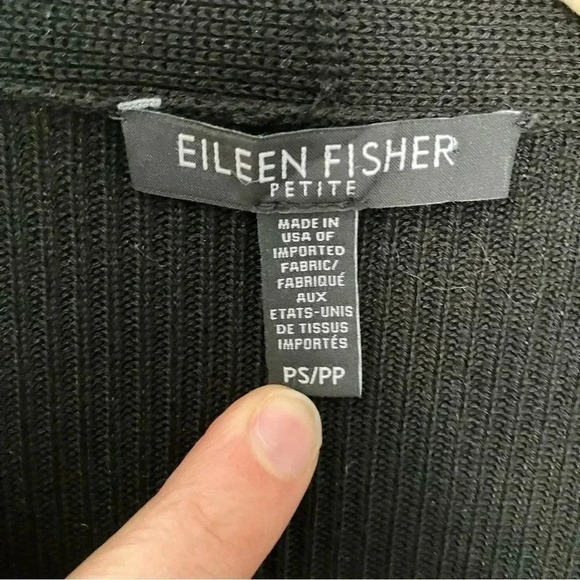 EILEEN FISHER
PETITE
MADE IN
USA OF
IMPORTED
FABRIC/
FABRIQUÉ
AUX
ETATS-UNIS
DE TISSUS
IMPORTÉS
PS/PP